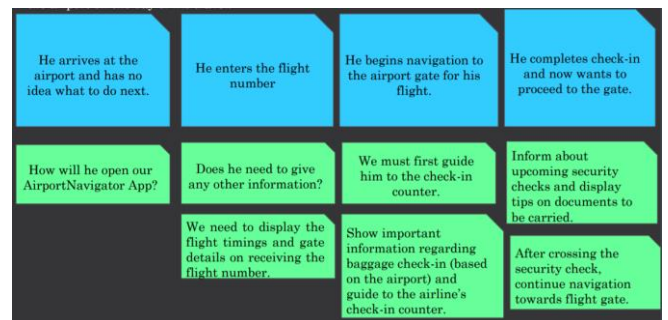 He arrives at the
airport and has no
idea what to do next.
He enters the flight
number
He begins navigation to
the airport gate for his
flight.
He completes check-in
and now wants to
proceed to the gate.
How will he open our
AirportNavigator App?
Does he need to give
any other information?
We must first guide
him to the check-in
counter.
Inform about
upcoming security
checks and display
tips on documents to
be carried.
We need to display the
flight timings and gate
details on receiving the
flight number.
Show important
information regarding
baggage check-in (based
on the airport) and
guide to the airline's
check-in counter.
After crossing the
security check,
continue navigation
towards flight gate.